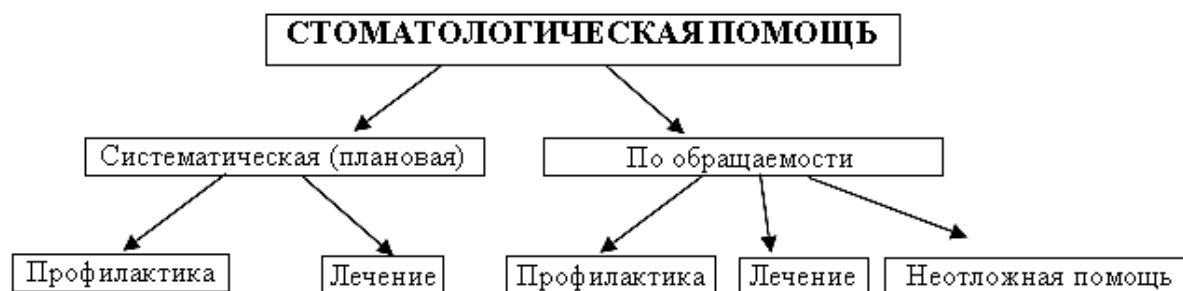 СТОМАТОЛОГИЧЕСКАЯ ПОМОЩЬ
Систематическая (плановая)
По обращаемости
Профилактика
Лечение
Профилактика
Лечение
Неотложная помощь